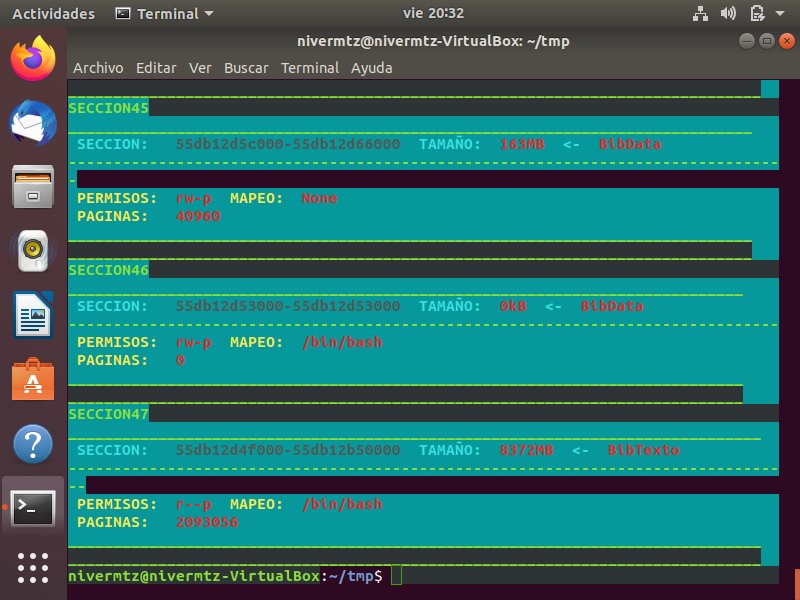 Actividades Terminal vie 20:32
nivermtz@nivermtz-VirtualBox: ~/tmp
Archivo Editar Ver Buscar Terminal Ayuda
SECCION45
SECCION: 55db12d5c000-55db12d66000 TAMAÑO: 163MB <- BibData
--------------------------------------------------------------------------------
-
PERMISOS: rw-p MAPEO: None
PAGINAS: 40960
SECCION46
SECCION: 55db12d53000-55db12d53000 TAMAÑO: 0kB <- BibData
-------------------------------------------------------------------------------
PERMISOS: rw-p MAPEO: /bin/bash
PAGINAS: 0
SECCION47
SECCION: 55db12d4f000-55db12b50000 TAMAÑO: 8372MB <- BibTexto
--------------------------------------------------------------------------------
--
PERMISOS: r--p MAPEO: /bin/bash
PAGINAS: 2093056
nivermtz@nivermtz-VirtualBox:~/tmp$